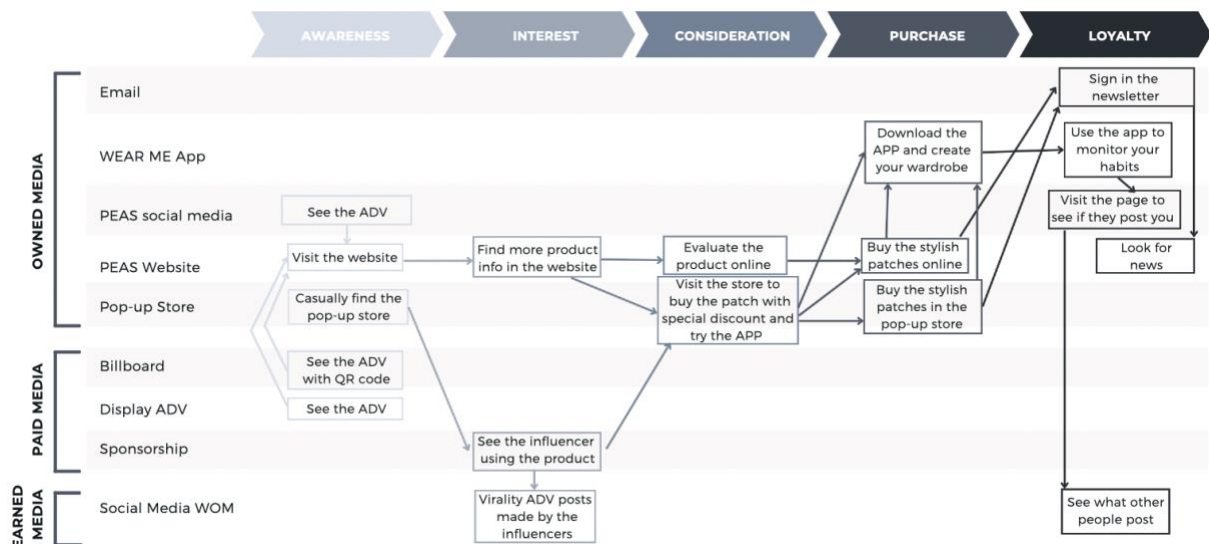 AWARENESS
INTEREST
CONSIDERATION
PURCHASE
LOYALTY
OWNED MEDIA
Email
Sign in the
newsletter
WEAR ME App
Download the
APP and create
your wardrobe
Use the app to
monitor your
habits
PEAS social media
See the ADV
Visit the page to
see if they post you
PEAS Website
Visit the website
Find more product
info in the website
Evaluate the
product online
Buy the stylish
patches online
Look for
news
Pop-up Store
Casually find the
pop-up store
Visit the store to
buy the patch with
special discount and
try the APP
Buy the stylish
patches in the
pop-up store
PAID MEDIA
Billboard
See the ADV
with QR code
Display ADV
See the ADV
Sponsorship
See the influencer
using the product
EARNED
MEDIA
Social Media WOM
Virality ADV posts
made by the
influencers
See what other
people post